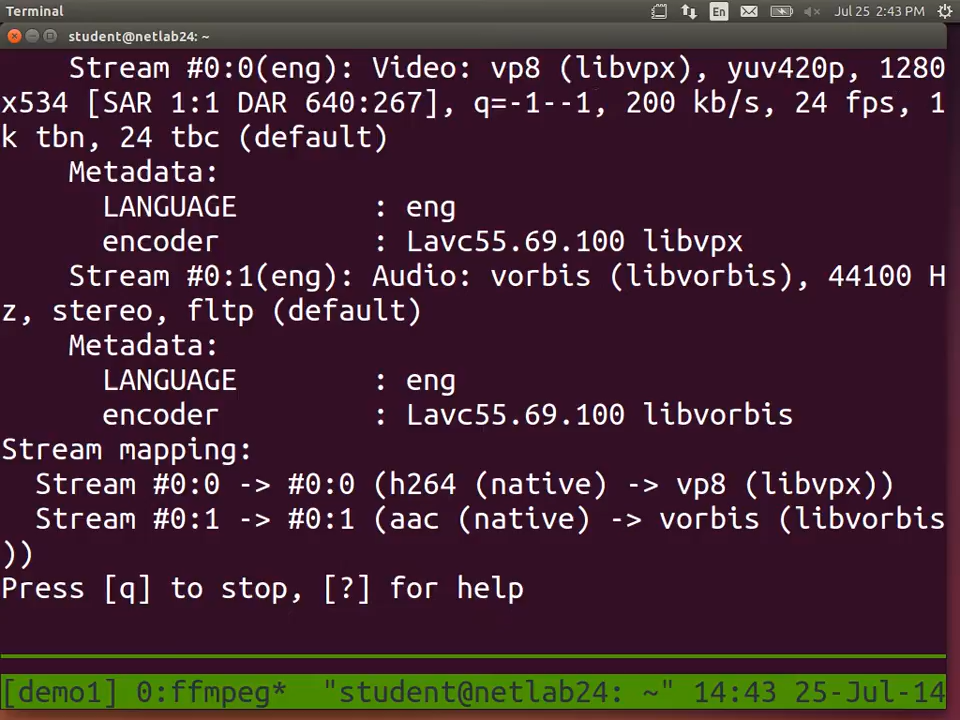 Terminal
En
Jul 25 2:43 PM
student@netlab24: ~
Stream #0:0(eng): Video: vp8 (libvpx), yuv420p, 1280
x534 [SAR 1:1 DAR 640:267], q=-1--1, 200 kb/s, 24 fps, 1
k tbn, 24 tbc (default)
Metadata:
LANGUAGE : eng
encoder : Lavc55.69.100 libvpx
Stream #0:1(eng): Audio: vorbis (libvorbis), 44100 H
z, stereo, fltp (default)
Metadata:
LANGUAGE : eng
encoder : Lavc55.69.100 libvorbis
Stream mapping:
Stream #0:0 -> #0:0 (h264 (native) -> vp8 (libvpx))
Stream #0:1 -> #0:1 (aac (native) -> vorbis (libvorbis
))
Press [q] to stop, [?] for help
[demo1] 0:ffmpeg* "student@netlab24: ~" 14:43 25-Jul-14